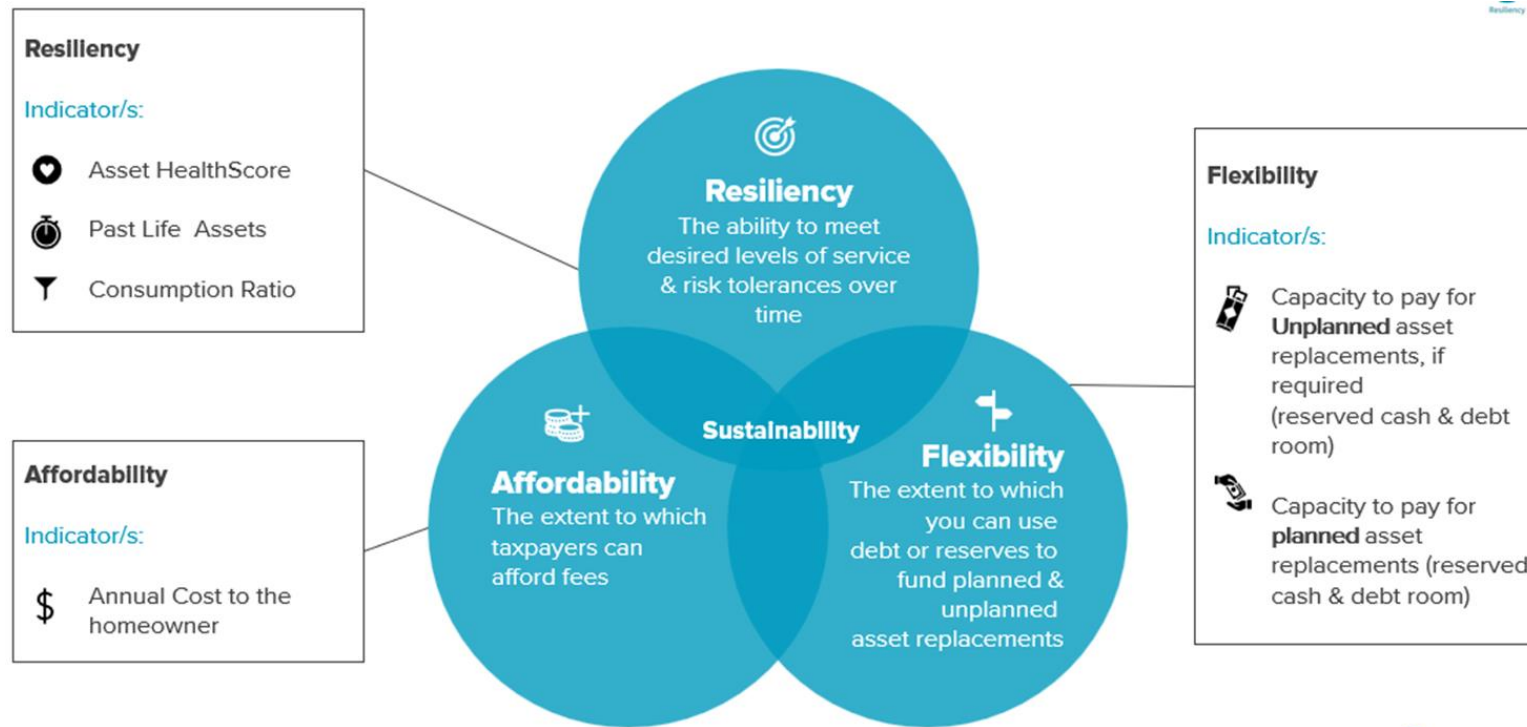 Resiliency
Resiliency
Indicator/s:
Asset HealthScore
Past Life Assets
Consumption Ratio
Resiliency
The ability to meet
desired levels of service
& risk tolerances over
time
Sustainability
Affordability
The extent to which
taxpayers can
afford fees
Flexibility
The extent to which
you can use
debt or reserves to
fund planned &
unplanned
asset replacements
Affordability
Indicator/s:
$ Annual Cost to the
homeowner
Flexibility
Indicator/s:
Capacity to pay for
Unplanned asset
replacements, if
required
(reserved cash & debt
room)
Capacity to pay for
planned asset
replacements (reserved
cash & debt room)